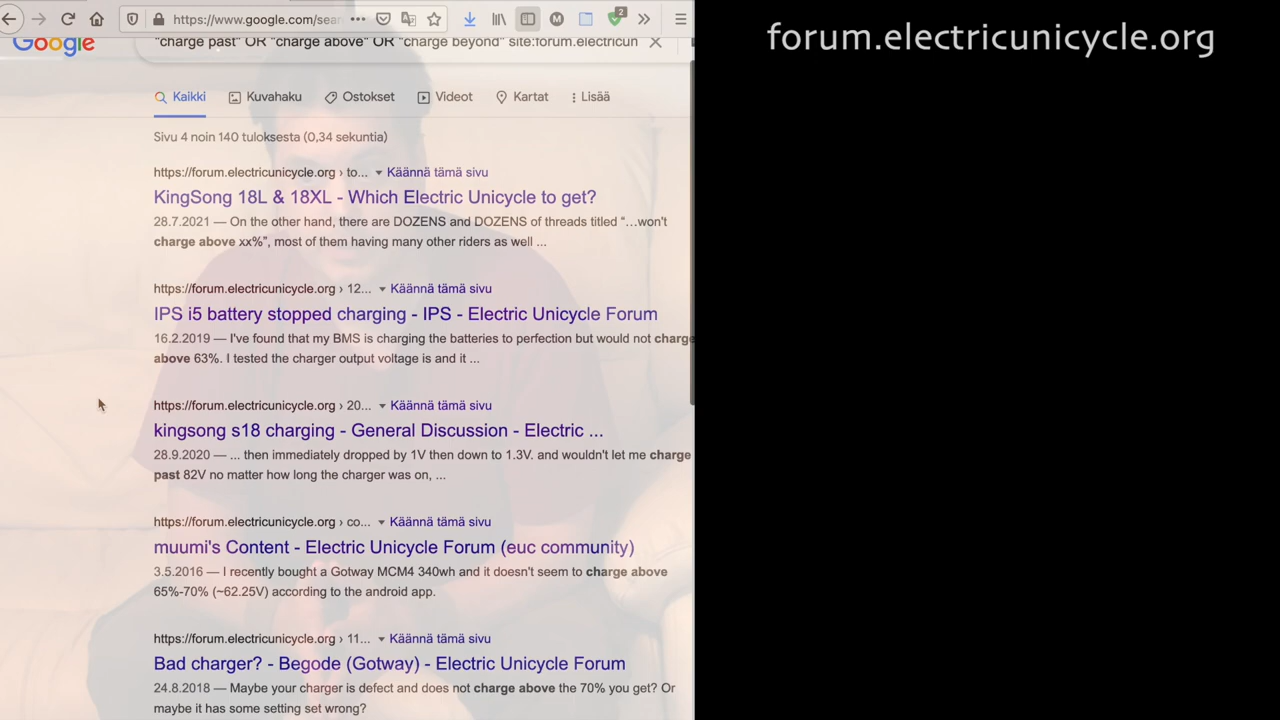 https://www.google.com/sear
2
forum.electricunicycle.org
Google
"charge past" OR "charge above" OR "charge beyond" site:forum.electricun
Kaikki
Kuvahaku
Ostokset
Videot
Kartat
Lisää
Sivu 4 noin 140 tuloksesta (0,34 sekuntia)
https://forum.electricunicycle.org › to... Käännä tämä sivu
KingSong 18L & 18XL - Which Electric Unicycle to get?
28.7.2021 — On the other hand, there are DOZENS and DOZENS of threads titled “…won't
charge above xx%", most of them having many other riders as well ...
https://forum.electricunicycle.org › 12... Käännä tämä sivu
IPS i5 battery stopped charging - IPS - Electric Unicycle Forum
16.2.2019 — I've found that my BMS is charging the batteries to perfection but would not charge
above 63%. I tested the charger output voltage is and it ...
https://forum.electricunicycle.org › 20... Käännä tämä sivu
kingsong s18 charging - General Discussion - Electric ...
28.9.2020 — ... then immediately dropped by 1V then down to 1.3V. and wouldn't let me charge
past 82V no matter how long the charger was on, ...
https://forum.electricunicycle.org › co... Käännä tämä sivu
muumi's Content - Electric Unicycle Forum (euc community)
3.5.2016 — I recently bought a Gotway MCM4 340wh and it doesn't seem to charge above
65%-70% (~62.25V) according to the android app.
https://forum.electricunicycle.org › 11... Käännä tämä sivu
Bad charger? - Begode (Gotway) - Electric Unicycle Forum
24.8.2018 — Maybe your charger is defect and does not charge above the 70% you get? Or
maybe it has some setting set wrong?